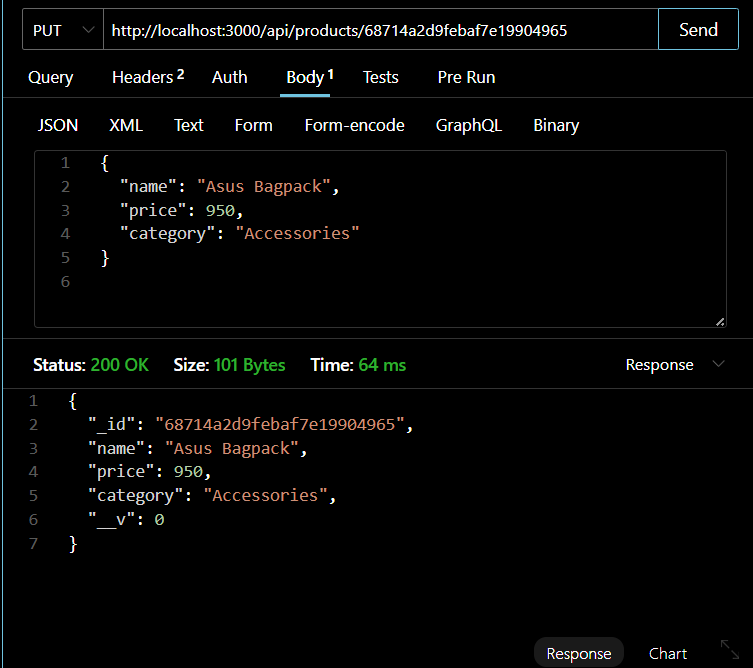 PUT http://localhost:3000/api/products/68714a2d9febaf7e19904965 Send
Query Headers 2 Auth Body 1 Tests Pre Run
JSON XML Text Form Form-encode GraphQL Binary
1 {
2 "name": "Asus Bagpack",
3 "price": 950,
4 "category": "Accessories"
5 }
6
Status: 200 OK Size: 101 Bytes Time: 64 ms Response
1 {
2 "_id": "68714a2d9febaf7e19904965",
3 "name": "Asus Bagpack",
4 "price": 950,
5 "category": "Accessories",
6 "__v": 0
7 }
Response Chart